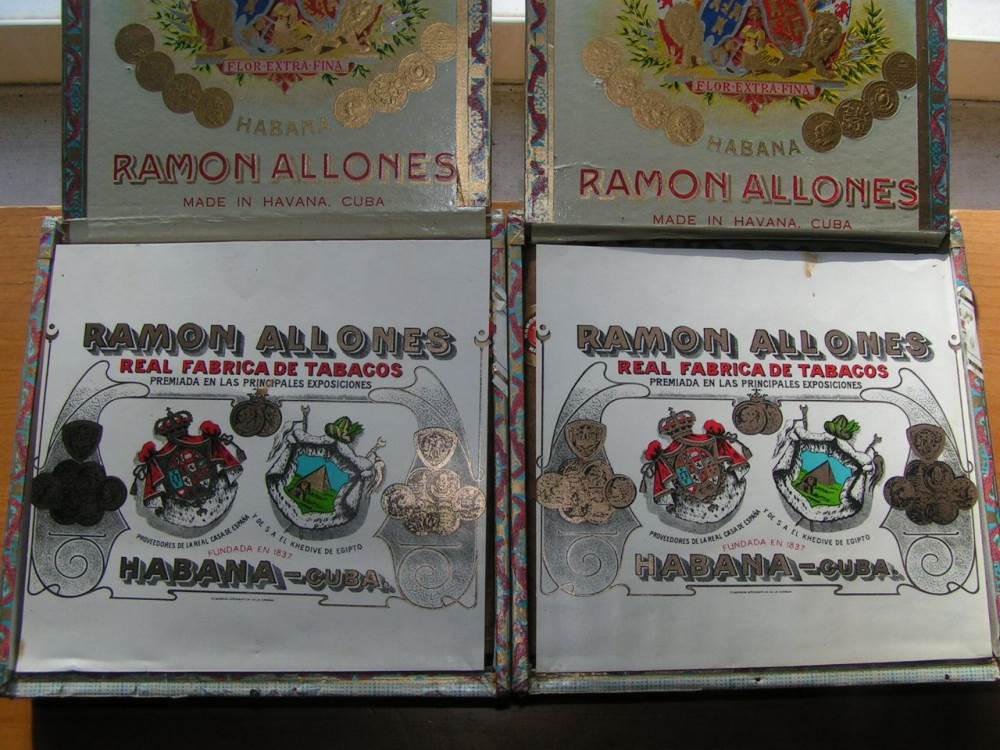 FLOR-EXTRA-FINA
HABANA
RAMON ALLONES
MADE IN HAVANA, CUBA
RAMON ALLONES
REAL FABRICA DE TABACOS
PREMIADA EN LAS PRINCIPALES EXPOSICIONES
PROVEEDORES DE LA REAL CASA DE ESPAÑA
Y DE S.A. EL KHEDIVE DE EGIPTO
FUNDADA EN 1837
HABANA-CUBA.
FLOR-EXTRA-FINA
HABANA
RAMON ALLONES
MADE IN HAVANA, CUBA
RAMON ALLONES
REAL FABRICA DE TABACOS
PREMIADA EN LAS PRINCIPALES EXPOSICIONES
PROVEEDORES DE LA REAL CASA DE ESPAÑA
Y DE S.A. EL KHEDIVE DE EGIPTO
FUNDADA EN 1837
HABANA-CUBA.